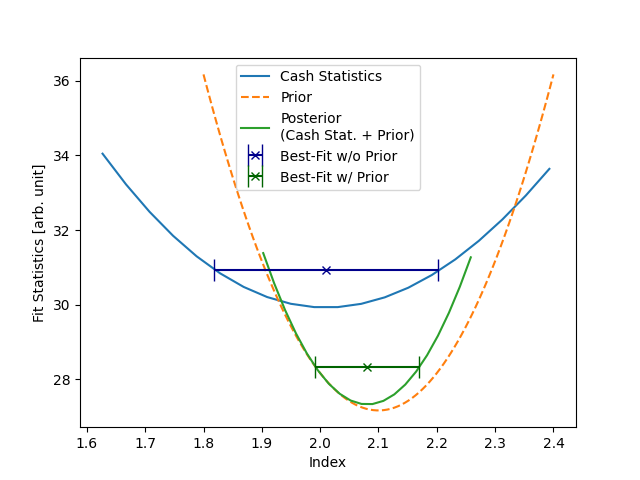 36
34
32
30
28
Fit Statistics [arb. unit]
Cash Statistics
Prior
Posterior
(Cash Stat. + Prior)
Best-Fit w/o Prior
Best-Fit w/ Prior
1.6 1.7 1.8 1.9 2.0 2.1 2.2 2.3 2.4
Index